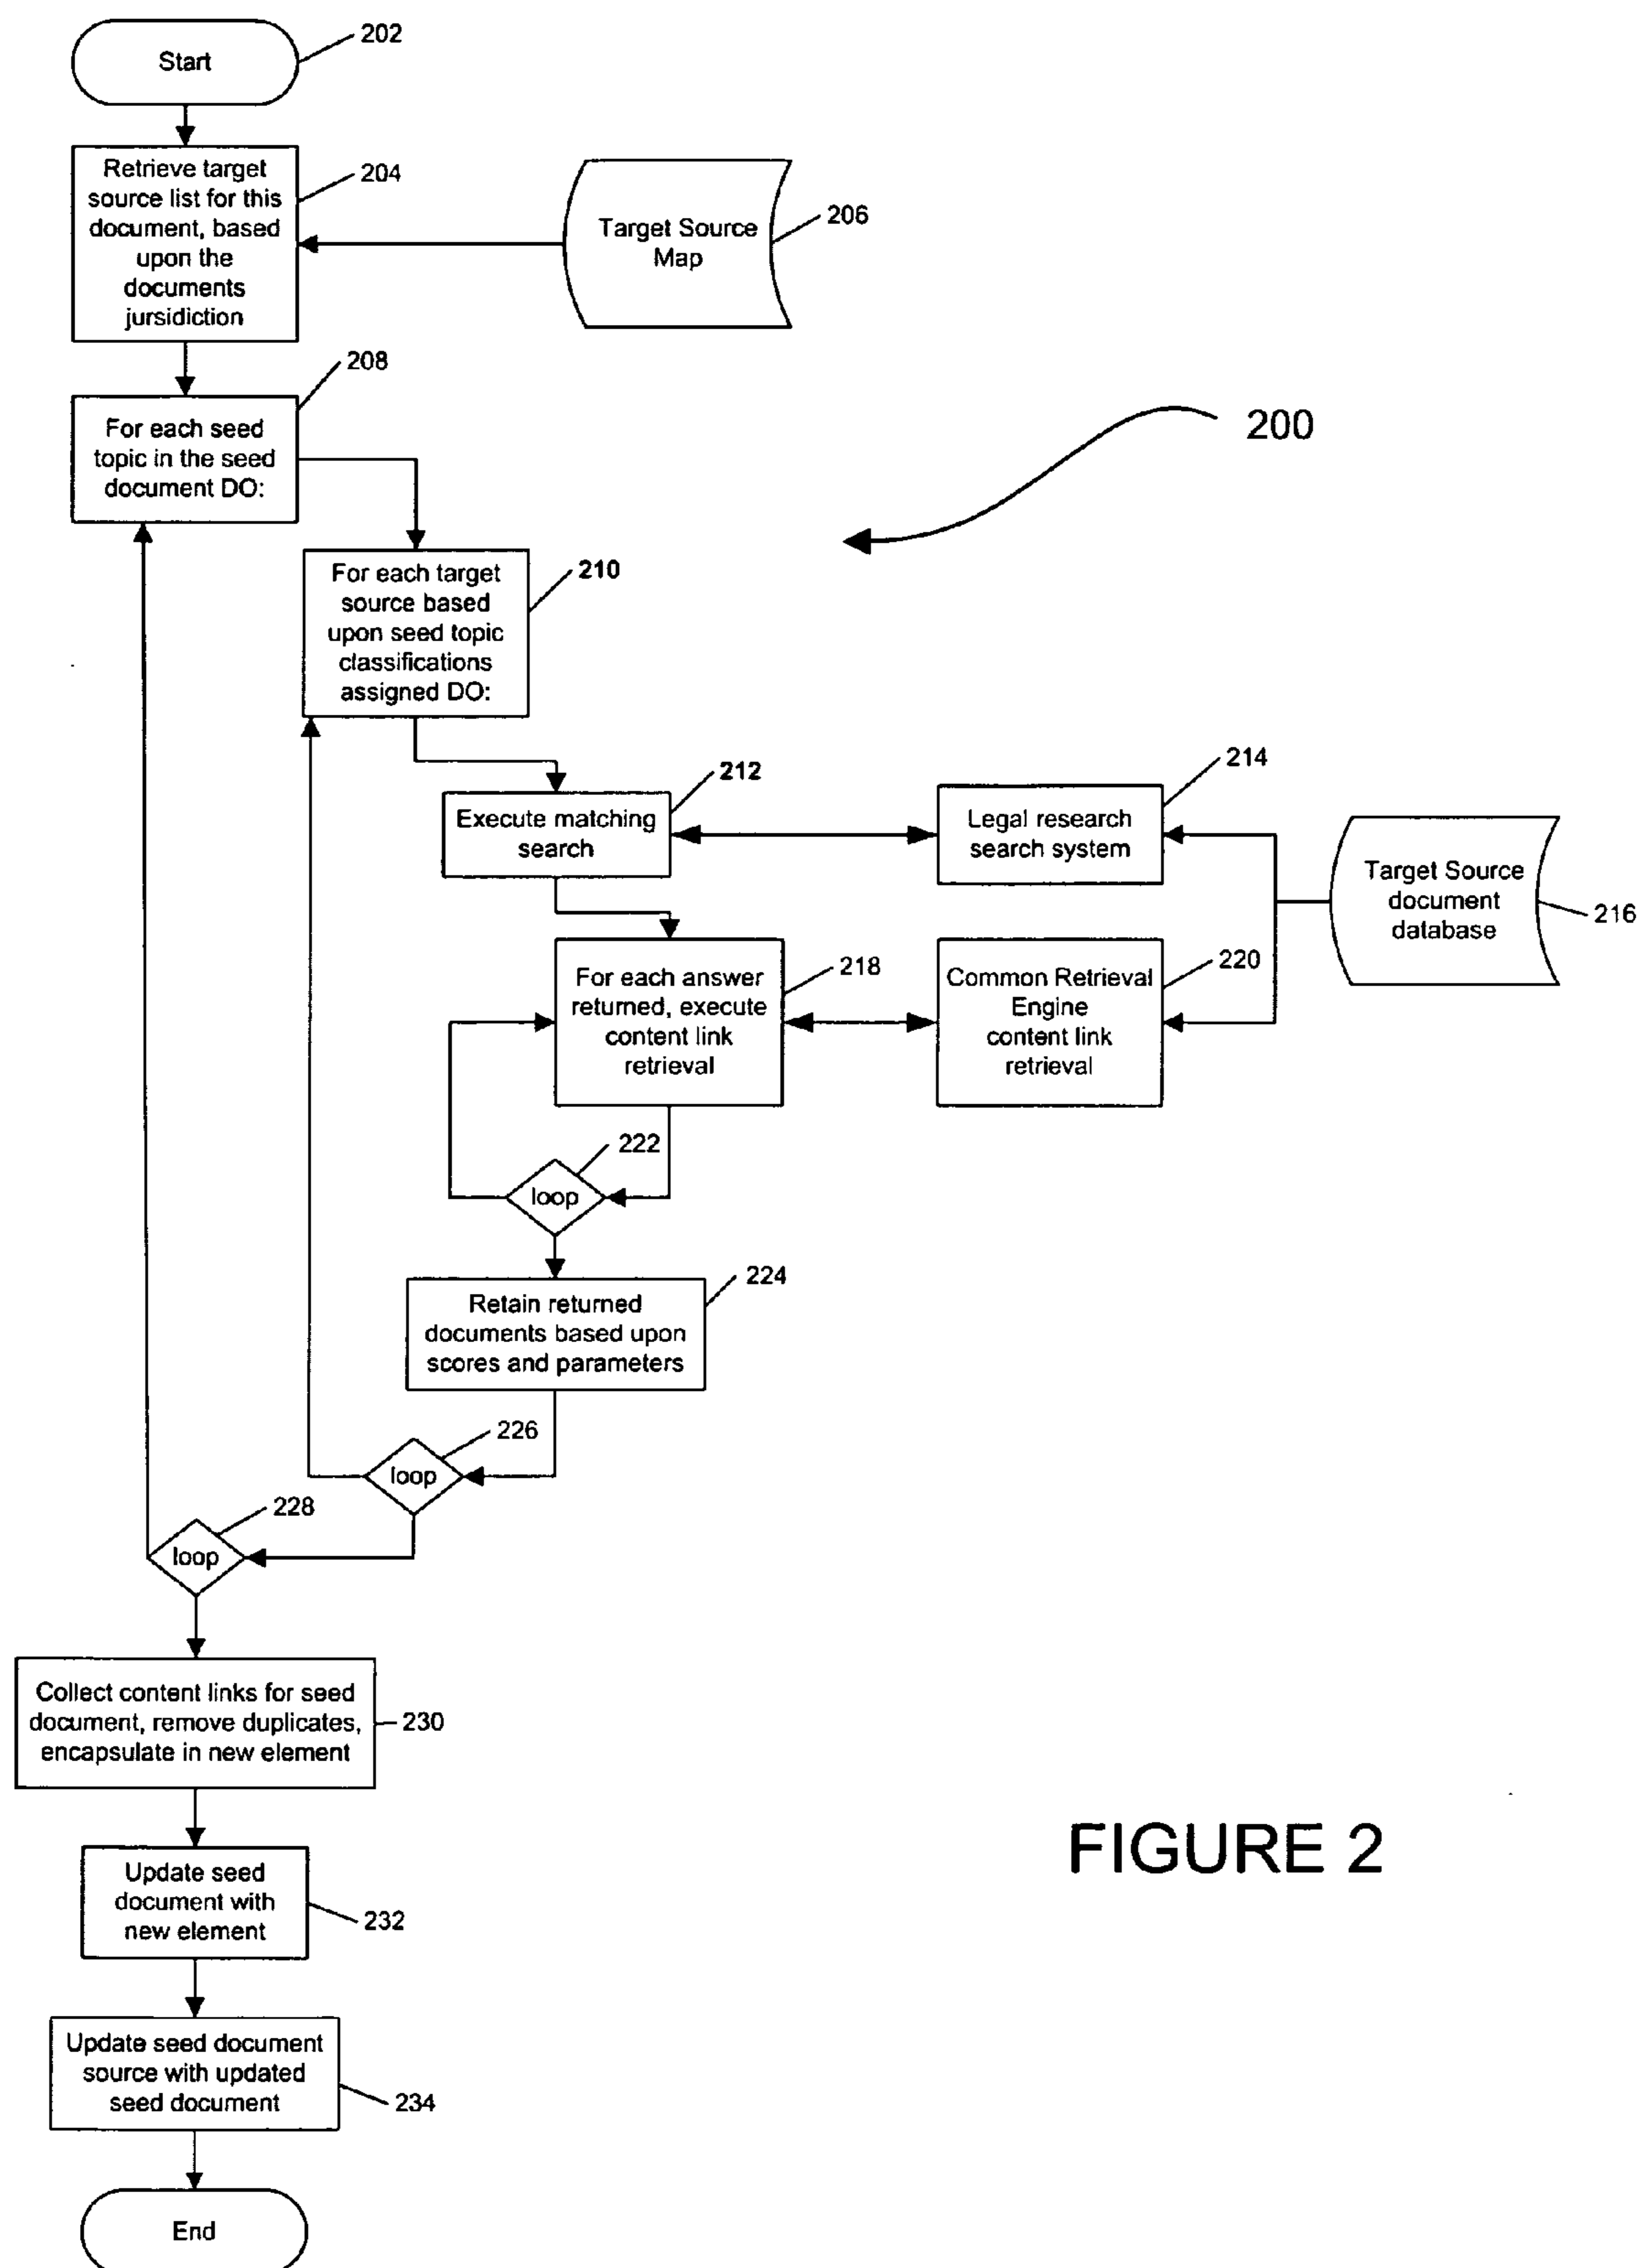 Start
202
Retrieve target
source list for this
document, based
upon the
documents
jursidiction
204
Target Source
Map
206
208
For each seed
topic in the seed
document DO:
200
For each target
source based
upon seed topic
classifications
assigned DO:
210
212
Execute matching
search
214
Legal research
search system
Target Source
document
database
216
For each answer
returned, execute
content link
retrieval
218
Common Retrieval
Engine
content link
retrieval
220
222
loop
224
Retain returned
documents based upon
scores and parameters
226
loop
228
loop
Collect content links for seed
document, remove duplicates,
encapsulate in new element
230
FIGURE 2
Update seed
document with
new element
232
Update seed document
source with updated
seed document
234
End